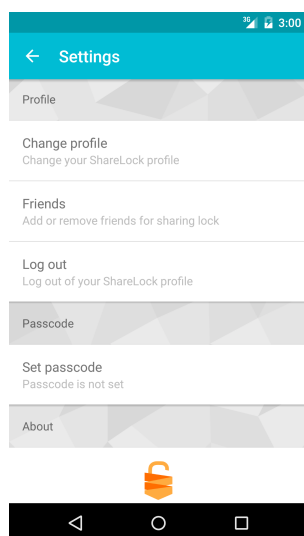 3G 3:00
Settings
Profile
Change profile
Change your ShareLock profile
Friends
Add or remove friends for sharing lock
Log out
Log out of your ShareLock profile
Passcode
Set passcode
Passcode is not set
About